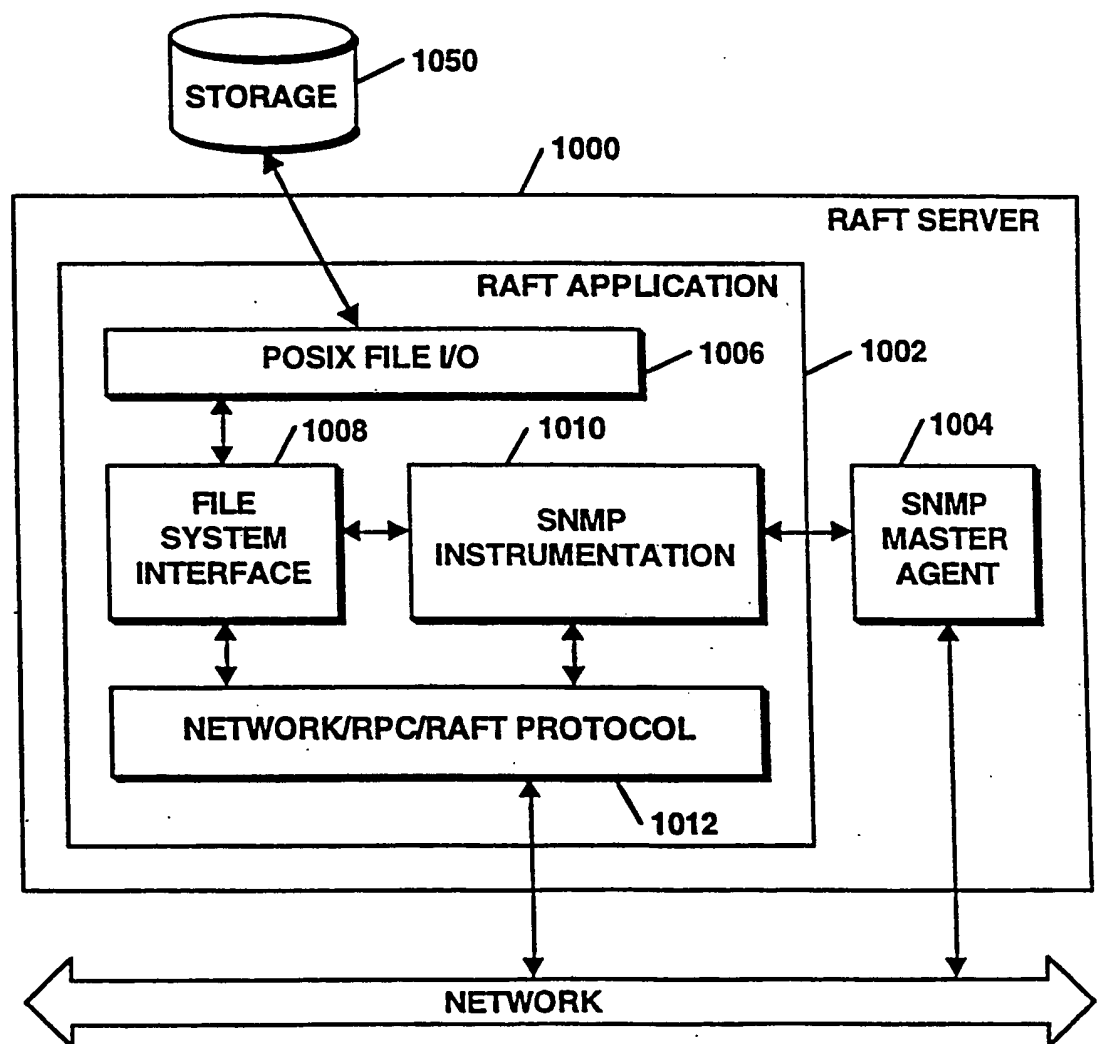 STORAGE
1050
1000
RAFT SERVER
RAFT APPLICATION
POSIX FILE I/O
1006
1002
1008
1010
1004
FILE
SYSTEM
INTERFACE
SNMP
INSTRUMENTATION
SNMP
MASTER
AGENT
NETWORK/RPC/RAFT PROTOCOL
1012
NETWORK